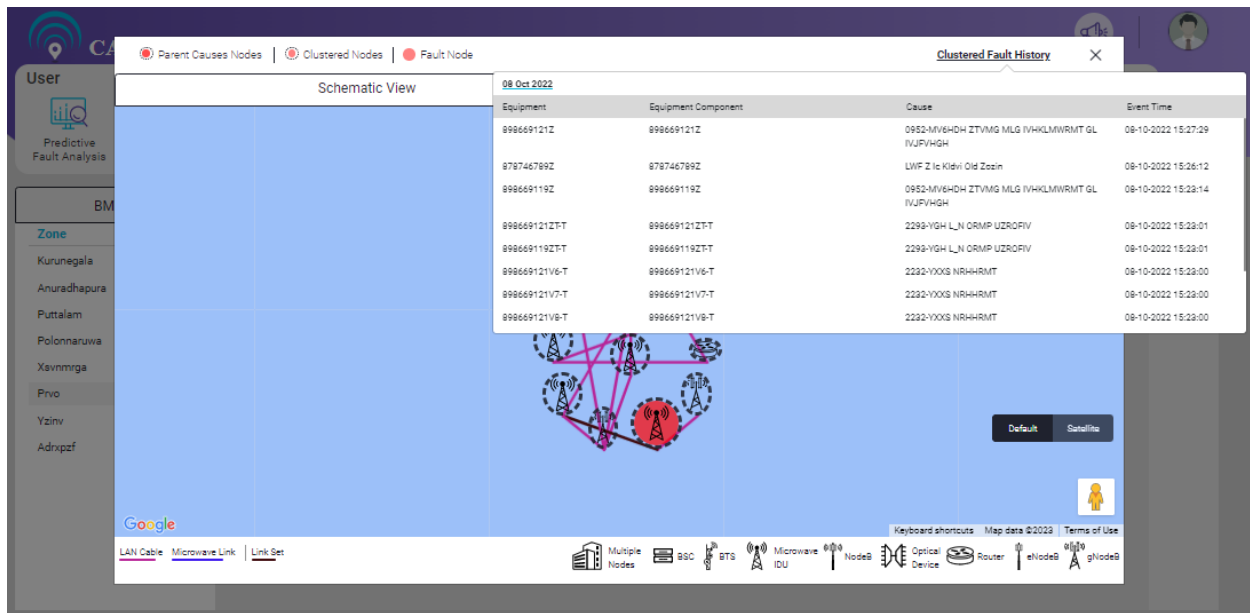 CA
Parent Causes Nodes | Clustered Nodes | Fault Node Clustered Fault History
User
Schematic View
08 Oct 2022
Equipment Equipment Component Cause Event Time
898669121Z 898669121Z 0952-MV6HDH ZTVMG MLG IVHKLMWRMT GL 08-10-2022 15:27:29
IVJFVHGH
878746789Z 878746789Z LWF Z Ic Kldvi Old Zozin 08-10-2022 15:26:12
898669119Z 898669119Z 0952-MV6HDH ZTVMG MLG IVHKLMWRMT GL 08-10-2022 15:23:14
IVJFVHGH
898669121ZT-T 898669121ZT-T 2293-YGH L_N ORMP UZROFIV 08-10-2022 15:23:01
898669119ZT-T 898669119ZT-T 2293-YGH L_N ORMP UZROFIV 08-10-2022 15:23:01
898669121V6-T 898669121V6-T 2232-YXXS NRHHRMT 08-10-2022 15:23:00
898669121V7-T 898669121V7-T 2232-YXXS NRHHRMT 08-10-2022 15:23:00
898669121V8-T 898669121V8-T 2232-YXXS NRHHRMT 08-10-2022 15:23:00
Predictive
Fault Analysis
BM
Zone
Kurunegala
Anuradhapura
Puttalam
Polonnaruwa
Xavnmrga
Prvo
Yzinv
Adrxpzf
Default Satellite
Google
Keyboard shortcuts Map data ©2023 Terms of Use
LAN Cable Microwave Link | Link Set
Multiple Nodes BSC BTS Microwave IDU NodeB Optical Device Router eNodeB gNodeB